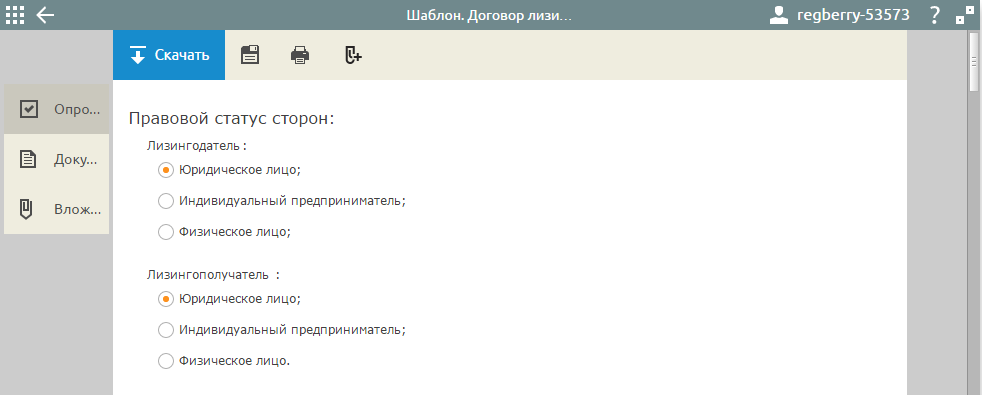 Шаблон. Договор лизи...
regberry-53573
?
Скачать
Опро...
Доку...
Влож...
Правовой статус сторон:
Лизингодатель :
Юридическое лицо;
Индивидуальный предприниматель;
Физическое лицо;
Лизингополучатель :
Юридическое лицо;
Индивидуальный предприниматель;
Физическое лицо.